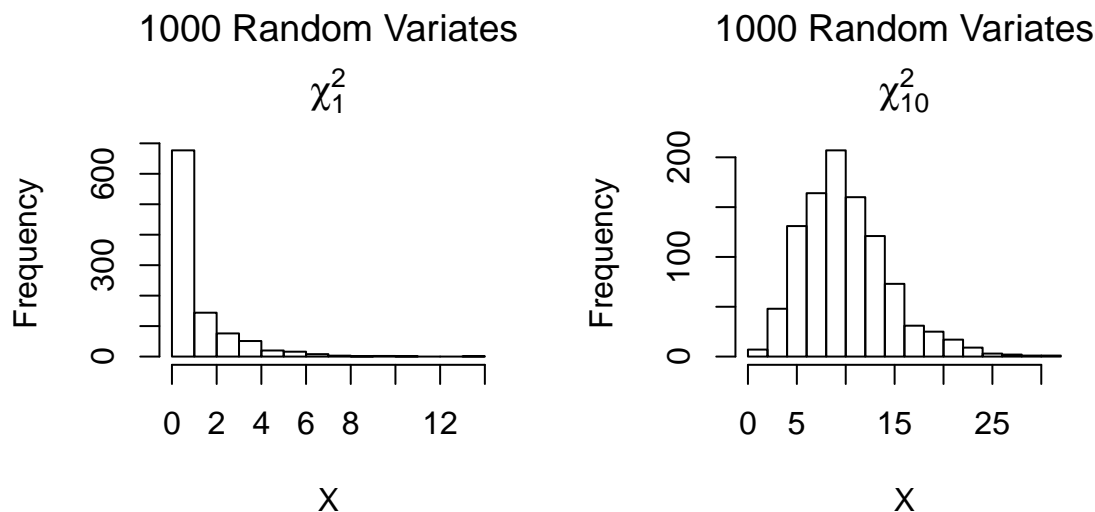 1000 Random Variates
χ²₁
Frequency
0 300 600
0 2 4 6 8 12
X
1000 Random Variates
χ²₁₀
Frequency
0 100 200
0 5 15 25
X